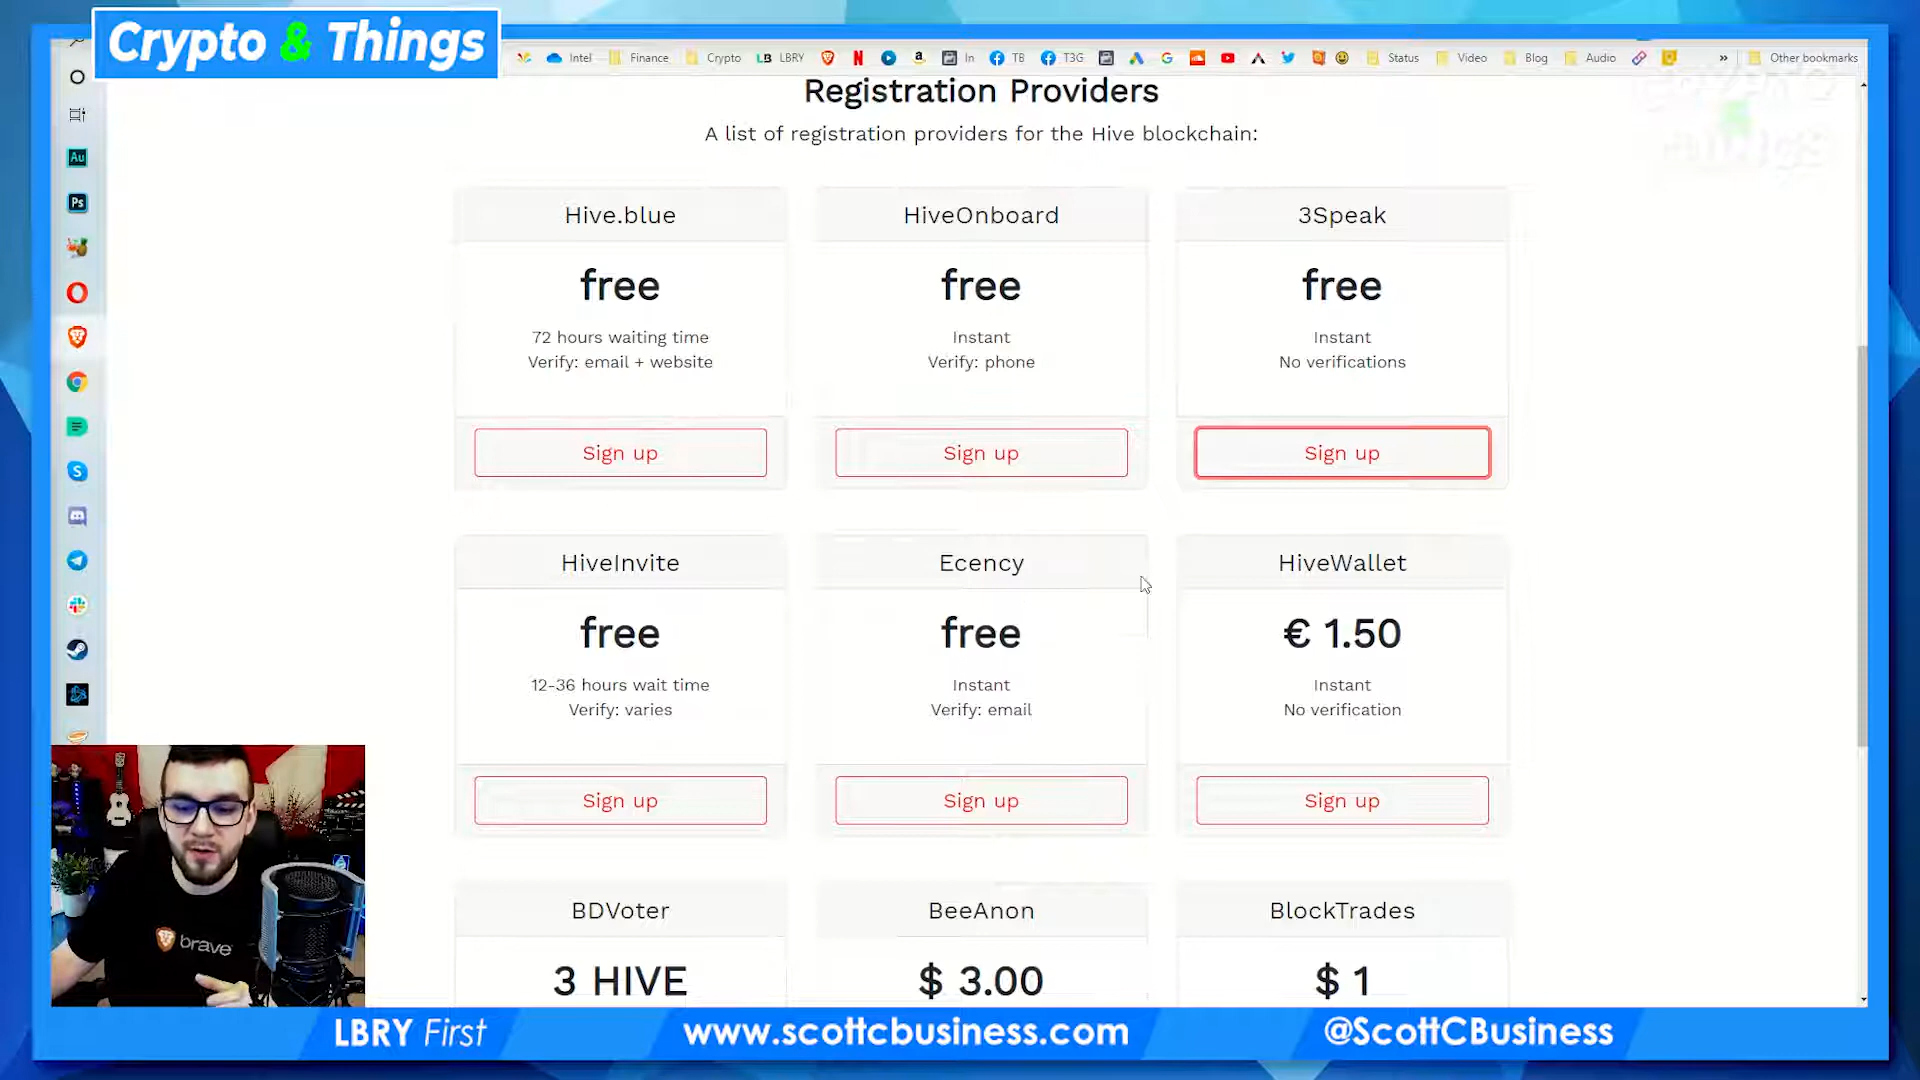 Crypto & Things
Intel
Finance
Crypto
LB LBRY
In
TB
T3G
Status
Video
Blog
Audio
»
Other bookmarks
Registration Providers
A list of registration providers for the Hive blockchain:
Hive.blue
free
72 hours waiting time
Verify: email + website
Sign up
HiveOnboard
free
Instant
Verify: phone
Sign up
3Speak
free
Instant
No verifications
Sign up
HiveInvite
free
12-36 hours wait time
Verify: varies
Sign up
Ecency
free
Instant
Verify: email
Sign up
HiveWallet
€ 1.50
Instant
No verification
Sign up
BDVoter
3 HIVE
BeeAnon
$ 3.00
BlockTrades
$ 1
Au
Ps
brave
LBRY First
www.scottcbusiness.com
@ScottCBusiness